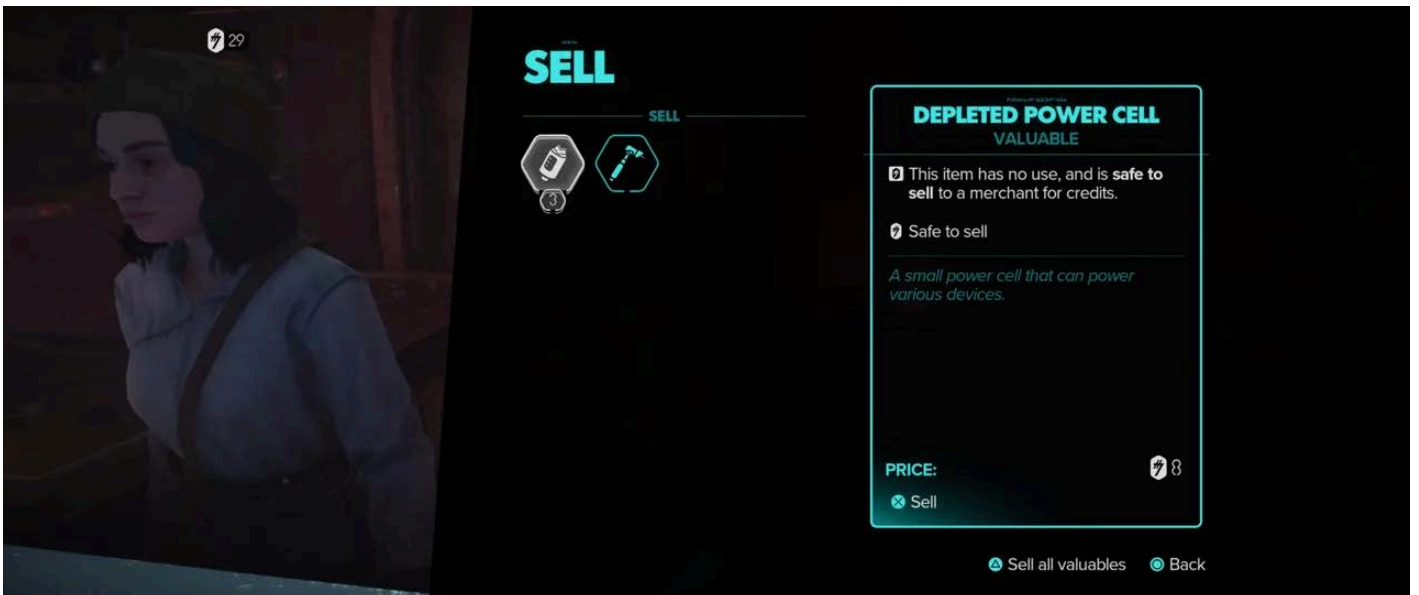 29
SELL
SELL
3
DEPLETED POWER CELL
VALUABLE
This item has no use, and is safe to
sell to a merchant for credits.
Safe to sell
A small power cell that can power
various devices.
PRICE:
8
Sell
Sell all valuables
Back